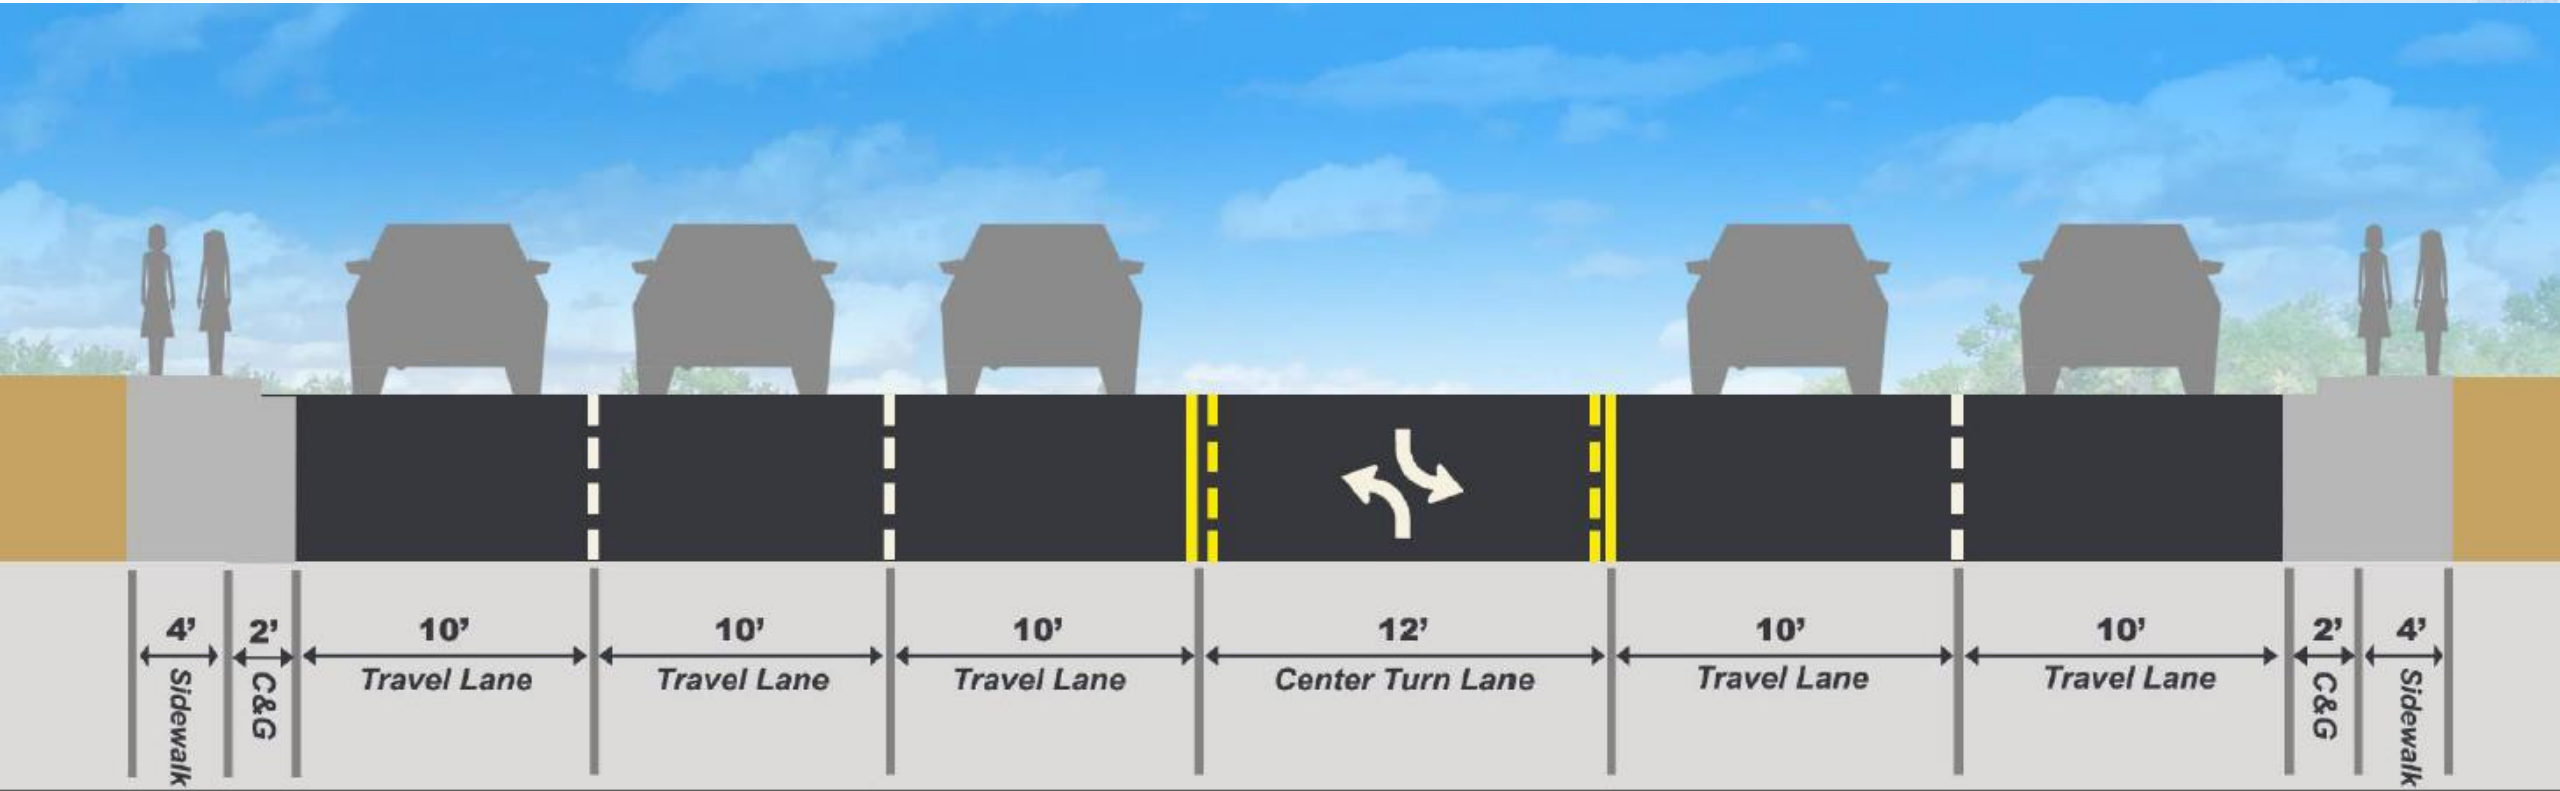 4’
2’
10’
10’
10’
12’
10’
10’
2’
4’
Sidewalk
C&G
Travel Lane
Travel Lane
Travel Lane
Center Turn Lane
Travel Lane
Travel Lane
C&G
Sidewalk